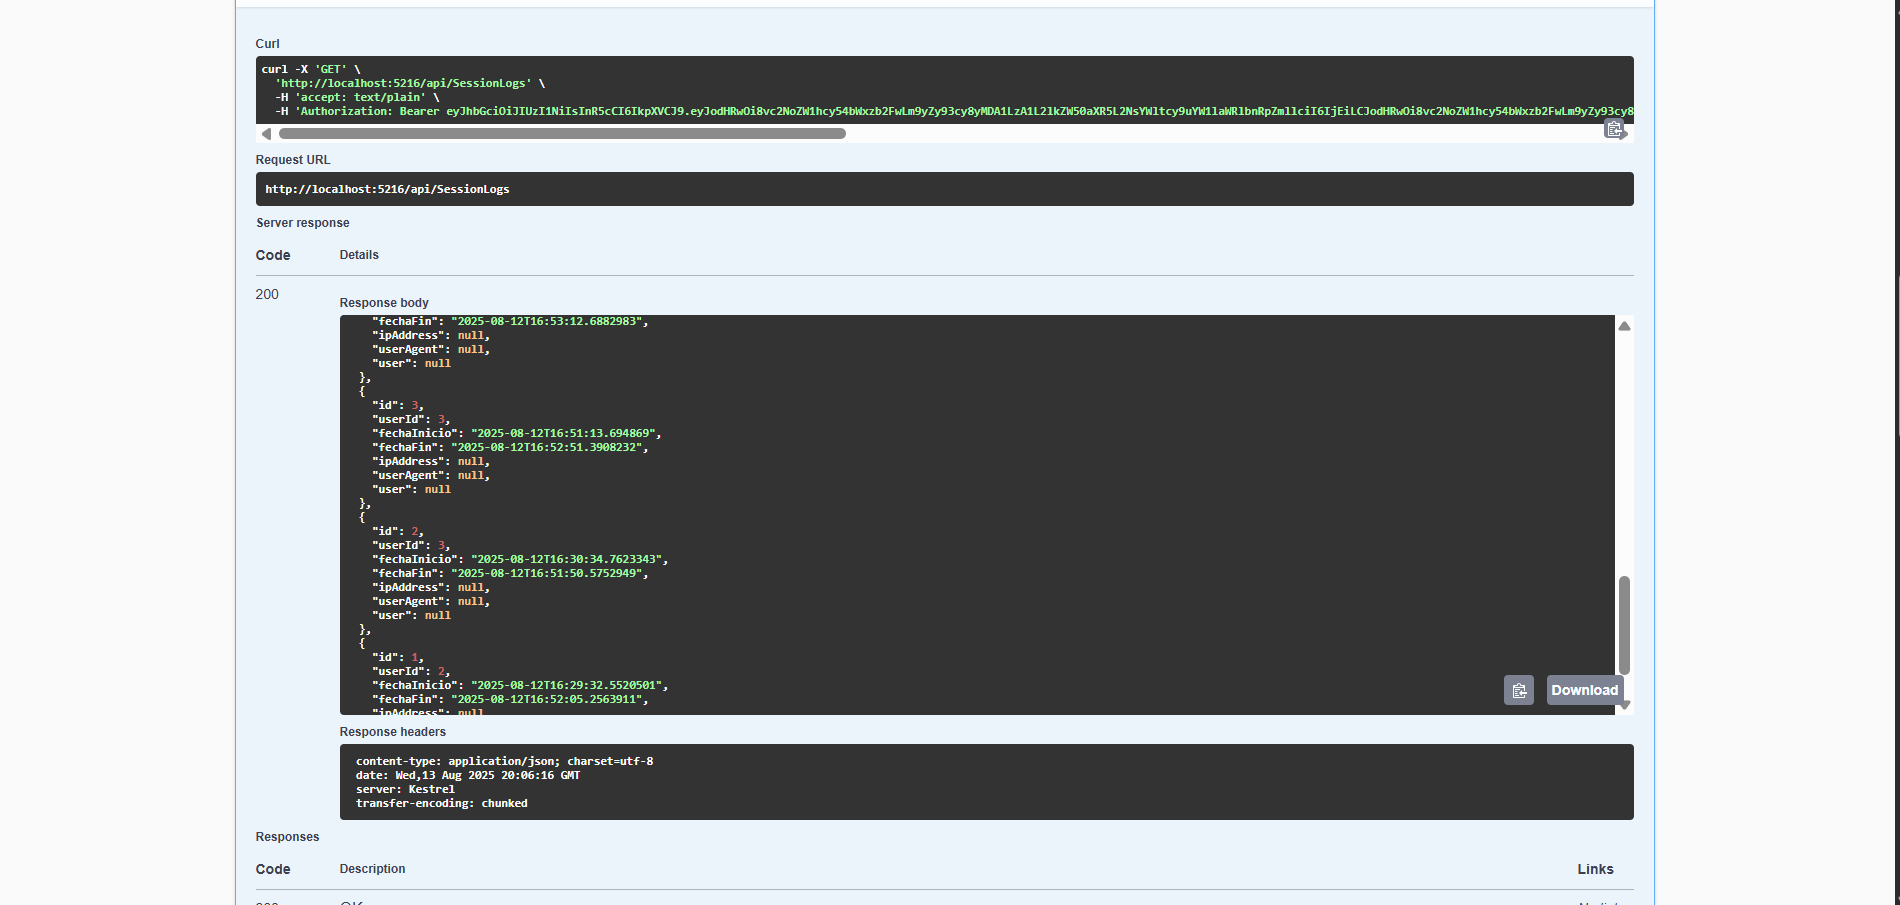 Curl
curl -X 'GET' \
'http://localhost:5216/api/SessionLogs' \
-H 'accept: text/plain' \
-H 'Authorization: Bearer
Request URL
http://localhost:5216/api/SessionLogs
Server response
Code Details
200
Response body
"fechaFin": "2025-08-12T16:53:12.6882983",
"ipAddress": null,
"userAgent": null,
"user": null
},
{
"id": 3,
"userId": 3,
"fechaInicio": "2025-08-12T16:51:13.694869",
"fechaFin": "2025-08-12T16:52:51.3908232",
"ipAddress": null,
"userAgent": null,
"user": null
},
{
"id": 2,
"userId": 3,
"fechaInicio": "2025-08-12T16:30:34.7623343",
"fechaFin": "2025-08-12T16:51:50.5752949",
"ipAddress": null,
"userAgent": null,
"user": null
},
{
"id": 1,
"userId": 2,
"fechaInicio": "2025-08-12T16:29:32.5520501",
"fechaFin": "2025-08-12T16:52:05.2563911",
"ipAddress": null
Download
Response headers
content-type: application/json; charset=utf-8
date: Wed,13 Aug 2025 20:06:16 GMT
server: Kestrel
transfer-encoding: chunked
Responses
Code Description Links